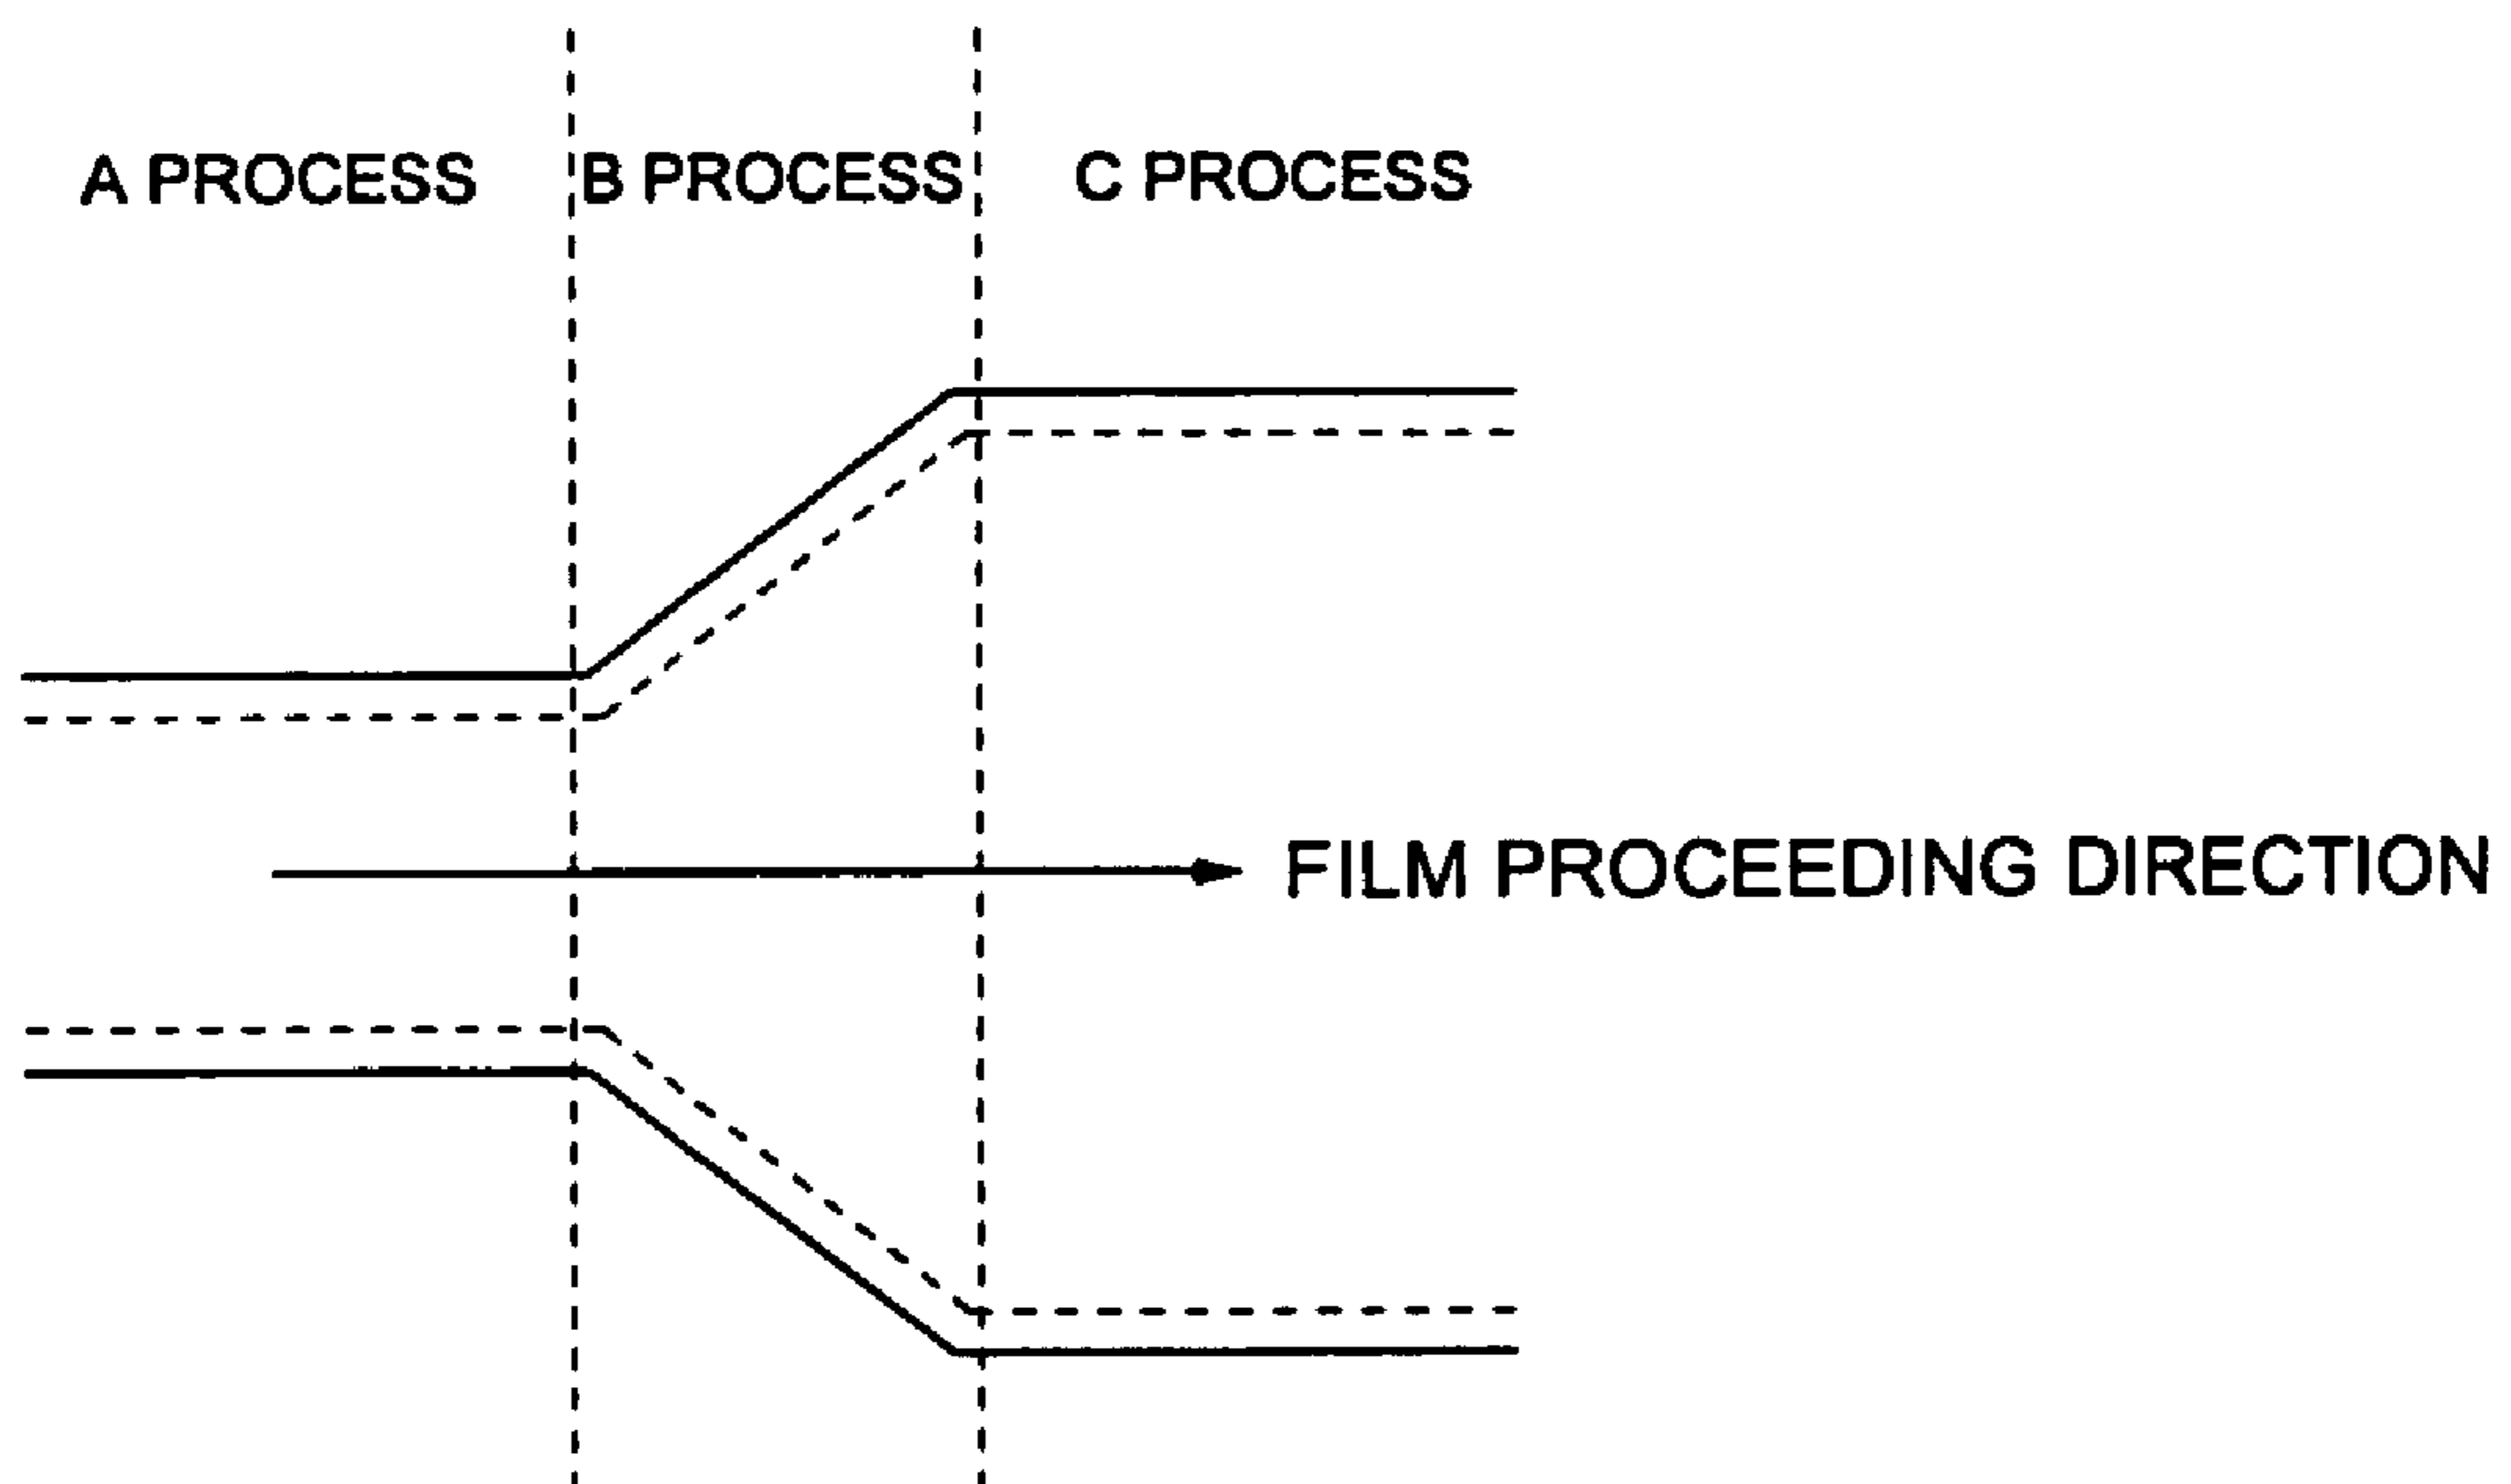 A PROCESS
B PROCESS
C PROCESS
FILM PROCEEDING DIRECTION